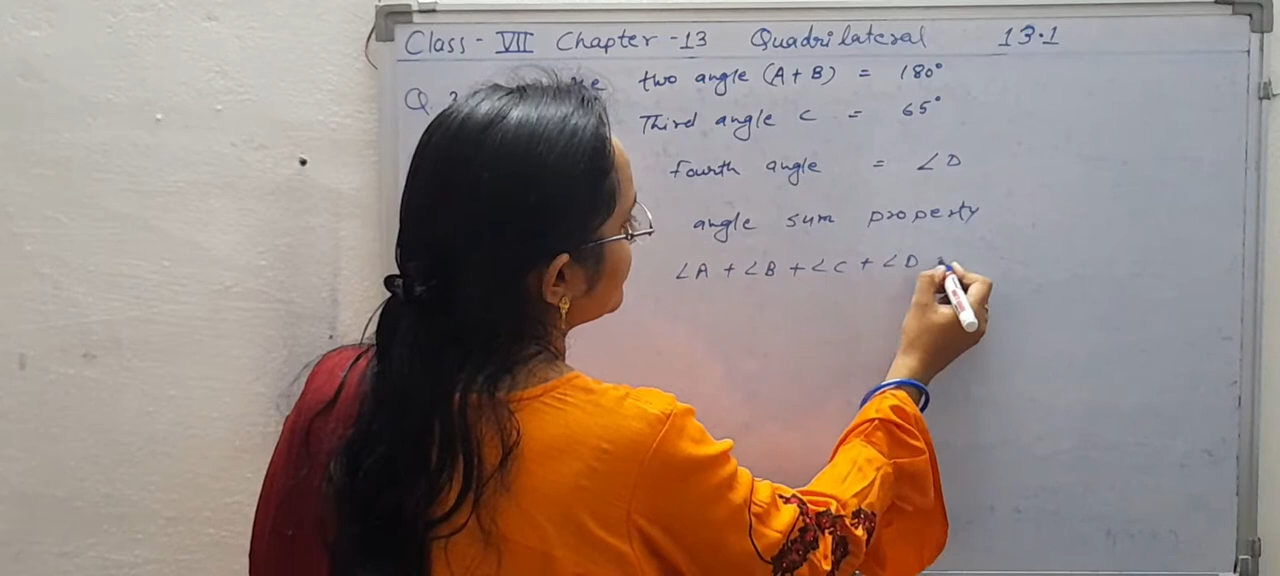 Class - VII Chapter -13 Quadrilateral 13.1
Q. two angle (A+B) = 180°
Third angle C = 65°
Fourth angle = ∠D
angle sum property
∠A + ∠B + ∠C + ∠D